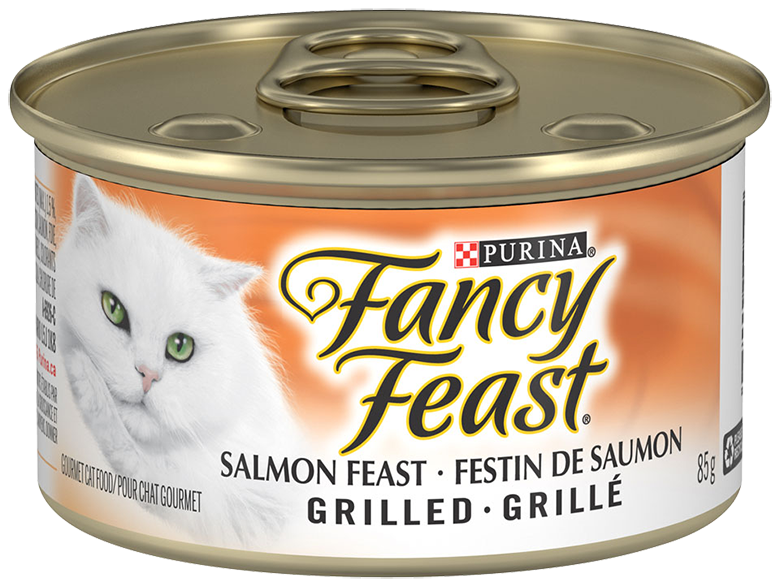 PURINA®
Fancy
Feast®
SALMON FEAST · FESTIN DE SAUMON
GRILLED · GRILLÉ
85 g
GOURMET CAT FOOD/POUR CHAT GOURMET